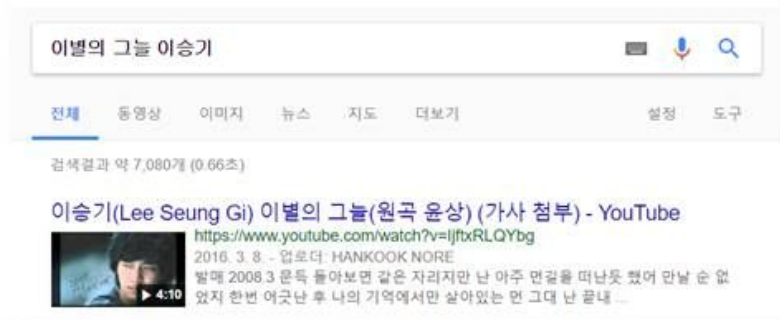 이별의 그늘 이승기
전체 동영상 이미지 뉴스 지도 더보기 설정 도구
검색결과 약 7,080개 (0.66초)
이승기(Lee Seung Gi) 이별의 그늘(원곡 윤상) (가사 첨부) - YouTube
https://www.youtube.com/watch?v=ljftxRLQYbg
2016. 3. 8. - 업로더: HANKOOK NORE
발매 2008.3 문득 돌아보면 같은 자리지만 난 아주 먼길을 떠난듯 했어 만날 순 없
▶ 4:10 었지 한번 어긋난 후 나의 기억에서만 살아있는 먼 그대 난 끝내 ...